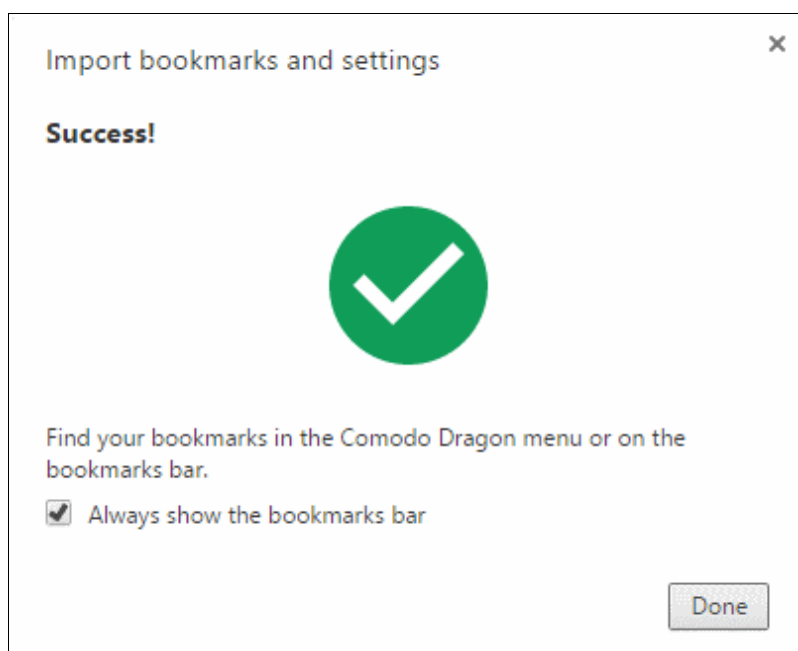 Import bookmarks and settings
Success!
Find your bookmarks in the Comodo Dragon menu or on the
bookmarks bar.
Always show the bookmarks bar
Done